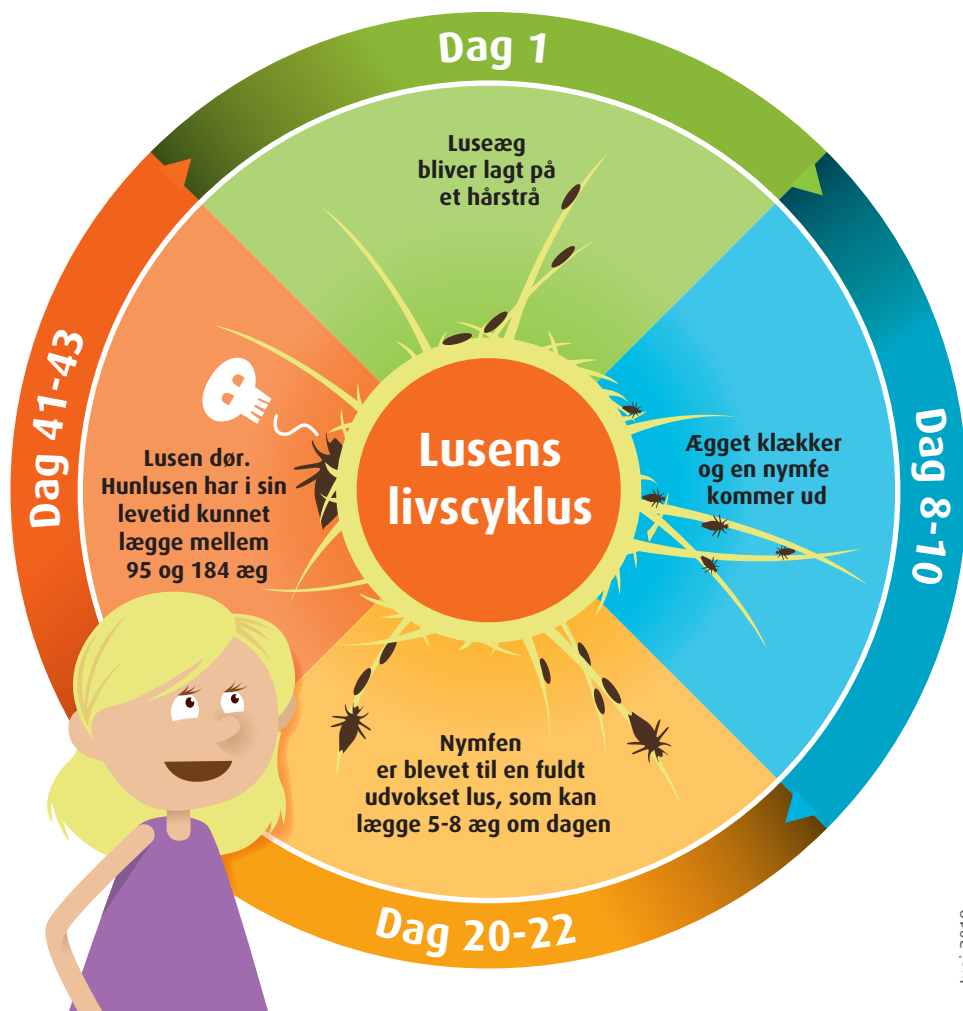 Dag 1
Luseæg
bliver lagt på
et hårstrå
Dag 8-10
Ægget klækker
og en nymfe
kommer ud
Dag 20-22
Nymfen
er blevet til en fuldt
udvokset lus, som kan
lægge 5-8 æg om dagen
Dag 41-43
Lusen dør.
Hunlusen har i sin
levetid kunnet
lægge mellem
95 og 184 æg
Lusens
livscyklus